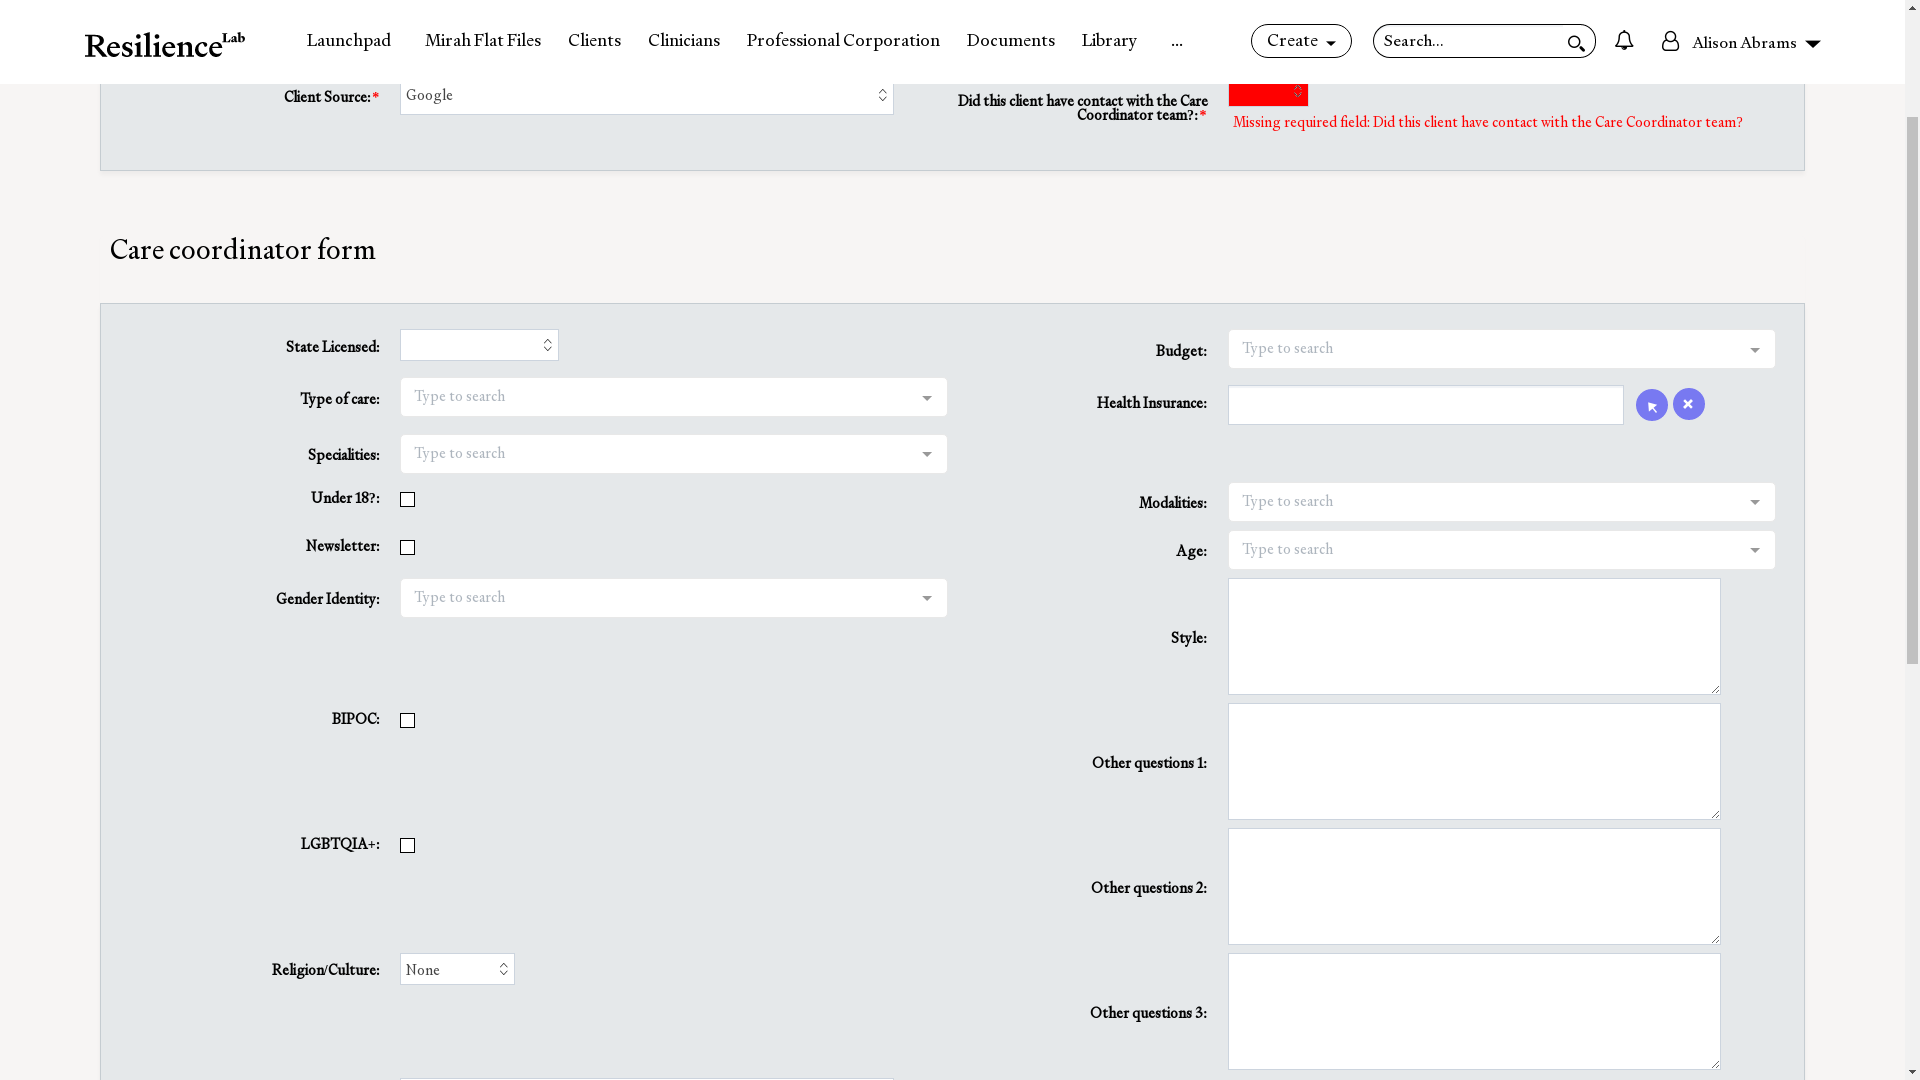 ResilienceLab
Launchpad Mirah Flat Files Clients Clinicians Professional Corporation Documents Library ... Create Search... Alison Abrams
Client Source:* Google
Did this client have contact with the Care
Coordinator team?:*
Missing required field: Did this client have contact with the Care Coordinator team?
Care coordinator form
State Licensed:
Budget: Type to search
Type of care: Type to search
Health Insurance:
Specialities: Type to search
Under 18?:
Modalities: Type to search
Newsletter:
Age: Type to search
Gender Identity: Type to search
Style:
BIPOC:
Other questions 1:
LGBTQIA+:
Other questions 2:
Religion/Culture: None
Other questions 3: